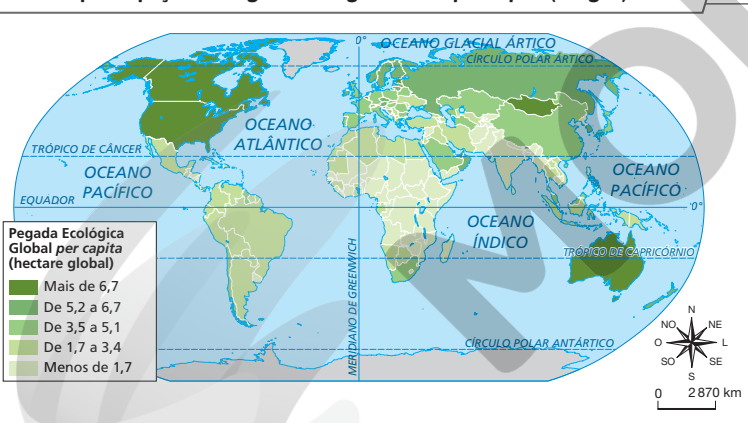 OCEANO GLACIAL ÁRTICO
0°
CÍRCULO POLAR ÁRTICO
OCEANO
ATLÂNTICO
TRÓPICO DE CÂNCER
OCEANO
PACÍFICO
OCEANO
PACÍFICO
EQUADOR
0°
OCEANO
ÍNDICO
TRÓPICO DE CAPRICÓRNIO
MERIDIANO DE GREENWICH
CÍRCULO POLAR ANTÁRTICO
Pegada Ecológica
Global per capita
(hectare global)
Mais de 6,7
De 5,2 a 6,7
De 3,5 a 5,1
De 1,7 a 3,4
Menos de 1,7
N
NO NE
O L
SO SE
S
0 2 870 km